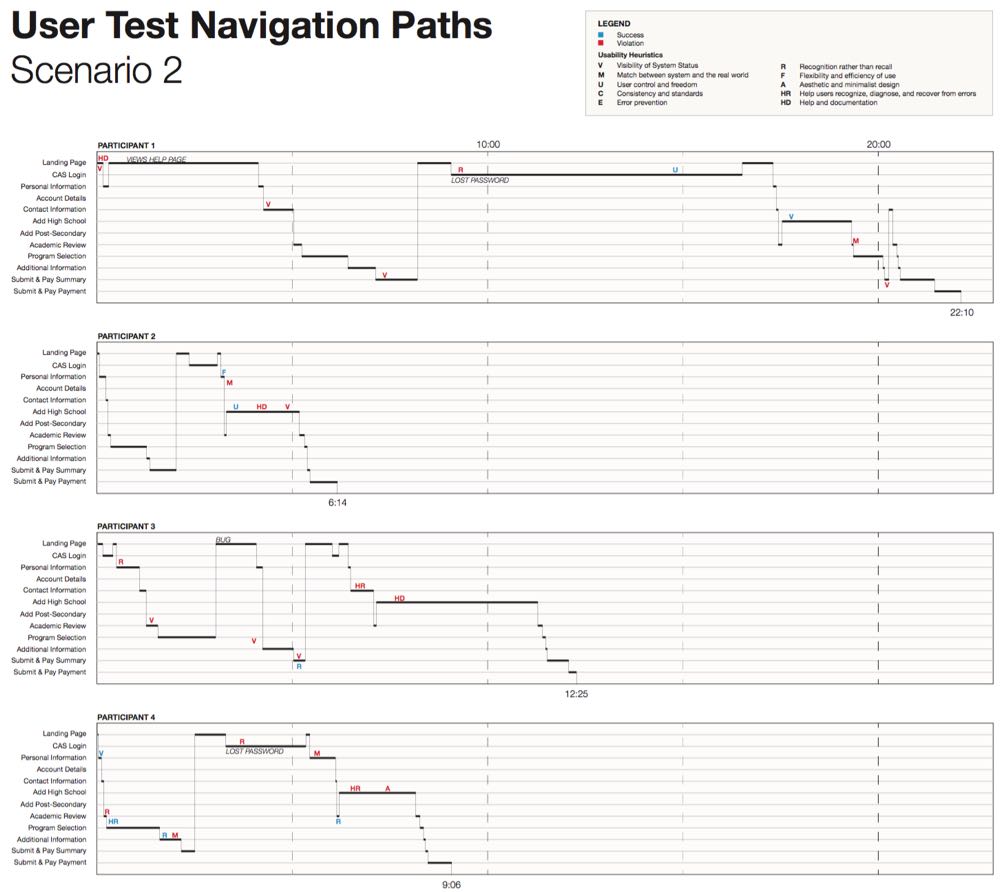 User Test Navigation Paths
Scenario 2
LEGEND
Success
Violation
Usability Heuristics
V Visibility of System Status
M Match between system and the real world
U User control and freedom
C Consistency and standards
E Error prevention
R Recognition rather than recall
F Flexibility and efficiency of use
A Aesthetic and minimalist design
HR Help users recognize, diagnose, and recover from errors
HD Help and documentation
PARTICIPANT 1
10:00 20:00
Landing Page HD VIEWS HELP PAGE
CAS Login V R U
LOST PASSWORD
Personal Information
Account Details
Contact Information V
Add High School V
Add Post-Secondary
Academic Review M
Program Selection
Additional Information
Submit & Pay Summary V V
Submit & Pay Payment
22:10
PARTICIPANT 2
Landing Page
CAS Login
Personal Information F M
Account Details
Contact Information
Add High School U HD V
Add Post-Secondary
Academic Review
Program Selection
Additional Information
Submit & Pay Summary
Submit & Pay Payment
6:14
PARTICIPANT 3
Landing Page BUG
CAS Login
Personal Information R
Account Details
Contact Information HR
Add High School HD
Add Post-Secondary
Academic Review V
Program Selection V
Additional Information
Submit & Pay Summary V R
Submit & Pay Payment
12:25
PARTICIPANT 4
Landing Page
CAS Login R
LOST PASSWORD
Personal Information V M
Account Details
Contact Information
Add High School HR A
Add Post-Secondary
Academic Review R R
Program Selection HR
Additional Information R M
Submit & Pay Summary
Submit & Pay Payment
9:06